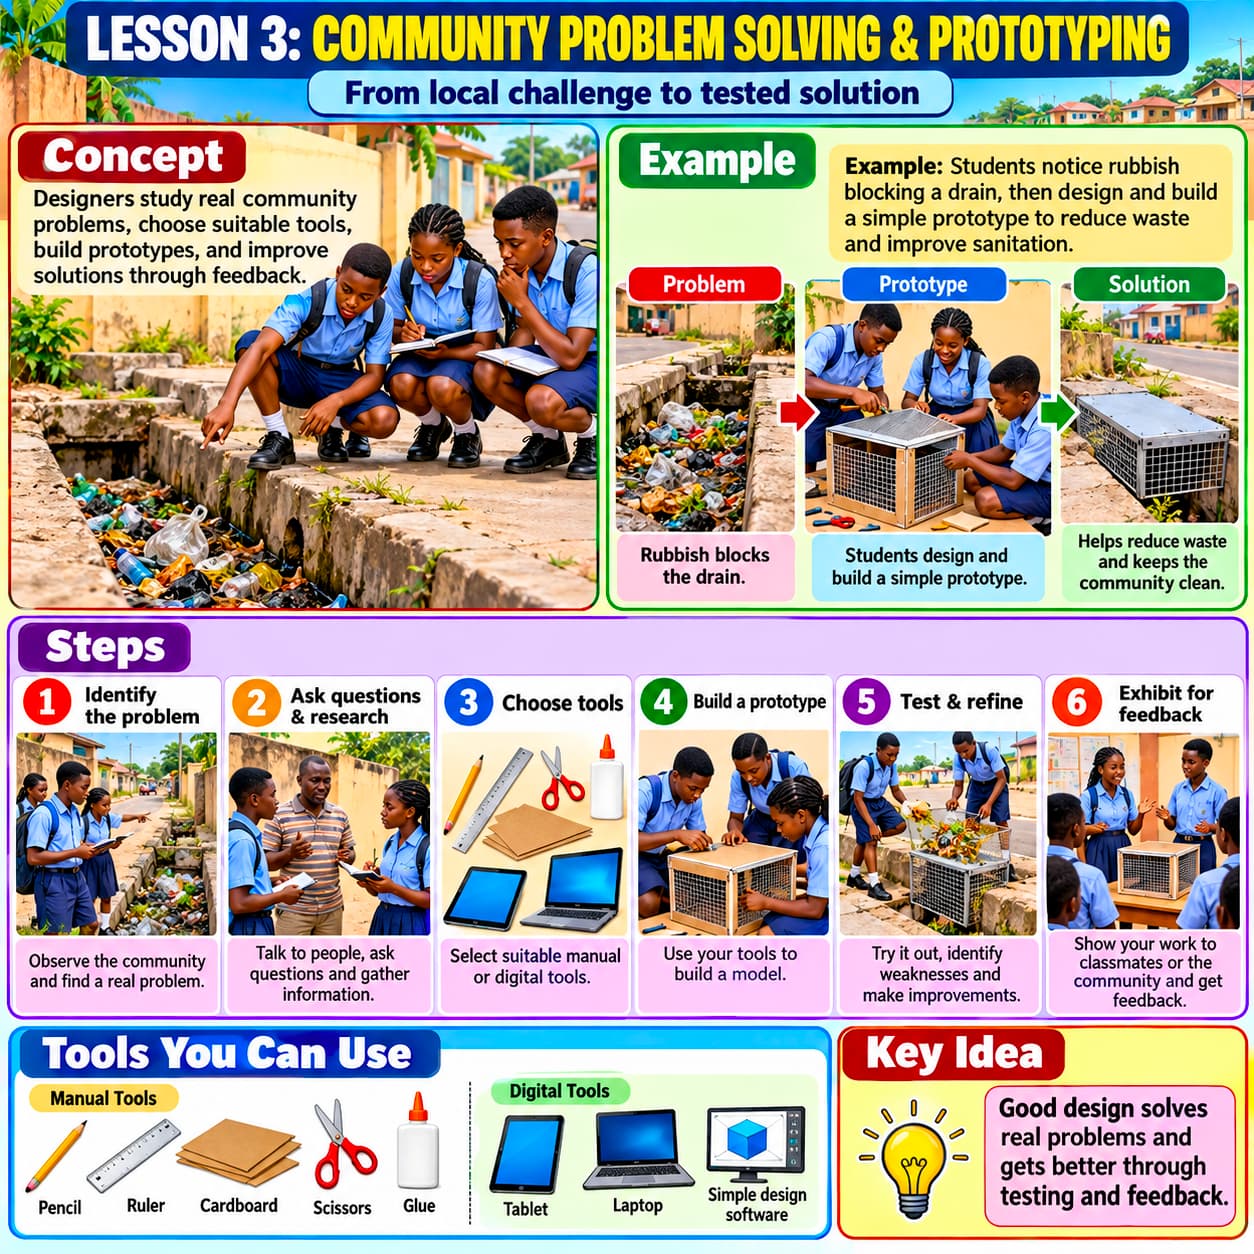 LESSON 3: COMMUNITY PROBLEM SOLVING & PROTOTYPING
From local challenge to tested solution
Concept
Designers study real community
problems, choose suitable tools,
build prototypes, and improve
solutions through feedback.
Example
Example: Students notice rubbish
blocking a drain, then design and build
a simple prototype to reduce waste
and improve sanitation.
Problem
Prototype
Solution
Rubbish blocks
the drain.
Students design and
build a simple prototype.
Helps reduce waste
and keeps the
community clean.
Steps
1 Identify
the problem
Observe the community
and find a real problem.
2 Ask questions
& research
Talk to people, ask
questions and gather
information.
3 Choose tools
Select suitable manual
or digital tools.
4 Build a prototype
Use your tools to
build a model.
5 Test & refine
Try it out, identify
weaknesses and
make improvements.
6 Exhibit for
feedback
Show your work to
classmates or the
community and get
feedback.
Tools You Can Use
Manual Tools
Pencil
Ruler
Cardboard
Scissors
Glue
Digital Tools
Tablet
Laptop
Simple design
software
Key Idea
Good design solves
real problems and
gets better through
testing and feedback.